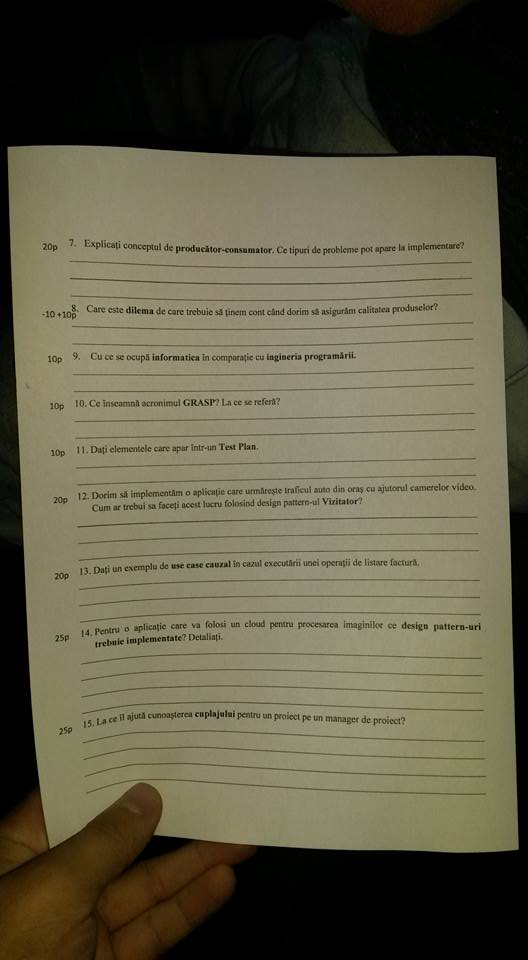 20p 7. Explicați conceptul de producător-consumator. Ce tipuri de probleme pot apare la implementare?
-10 +10p 8. Care este dilema de care trebuie să ținem cont când dorim să asigurăm calitatea produselor?
10p 9. Cu ce se ocupă informatica în comparație cu ingineria programării.
10p 10. Ce înseamnă acronimul GRASP? La ce se referă?
10p 11. Dați elementele care apar într-un Test Plan.
20p 12. Dorim să implementăm o aplicație care urmărește traficul auto din oraș cu ajutorul camerelor video.
Cum ar trebui sa faceți acest lucru folosind design pattern-ul Vizitator?
20p 13. Dați un exemplu de use case cauzal în cazul executării unei operații de listare factură.
25p 14. Pentru o aplicație care va folosi un cloud pentru procesarea imaginilor ce design pattern-uri
trebuie implementate? Detaliați.
25p 15. La ce îl ajută cunoașterea cuplajului pentru un proiect pe un manager de proiect?